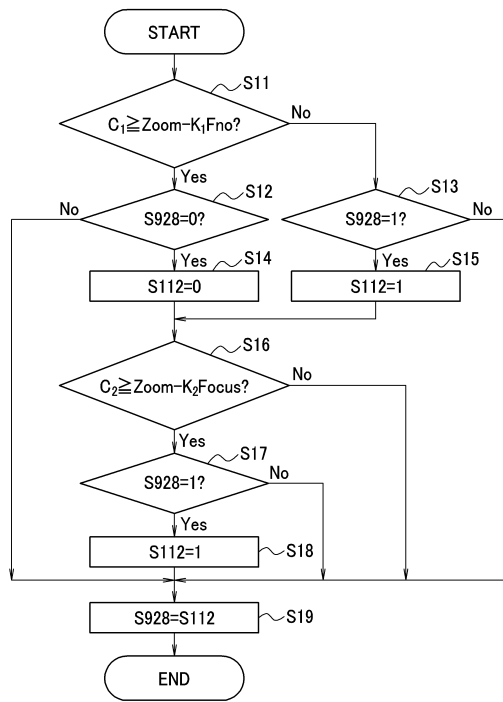 START
S11
C₁≧Zoom-K₁Fno?
No
Yes
S12
S13
No
S928=0?
S928=1?
No
Yes
S14
Yes
S15
S112=0
S112=1
S16
C₂≧Zoom-K₂Focus?
No
Yes
S17
S928=1?
No
Yes
S112=1
S18
S928=S112
S19
END